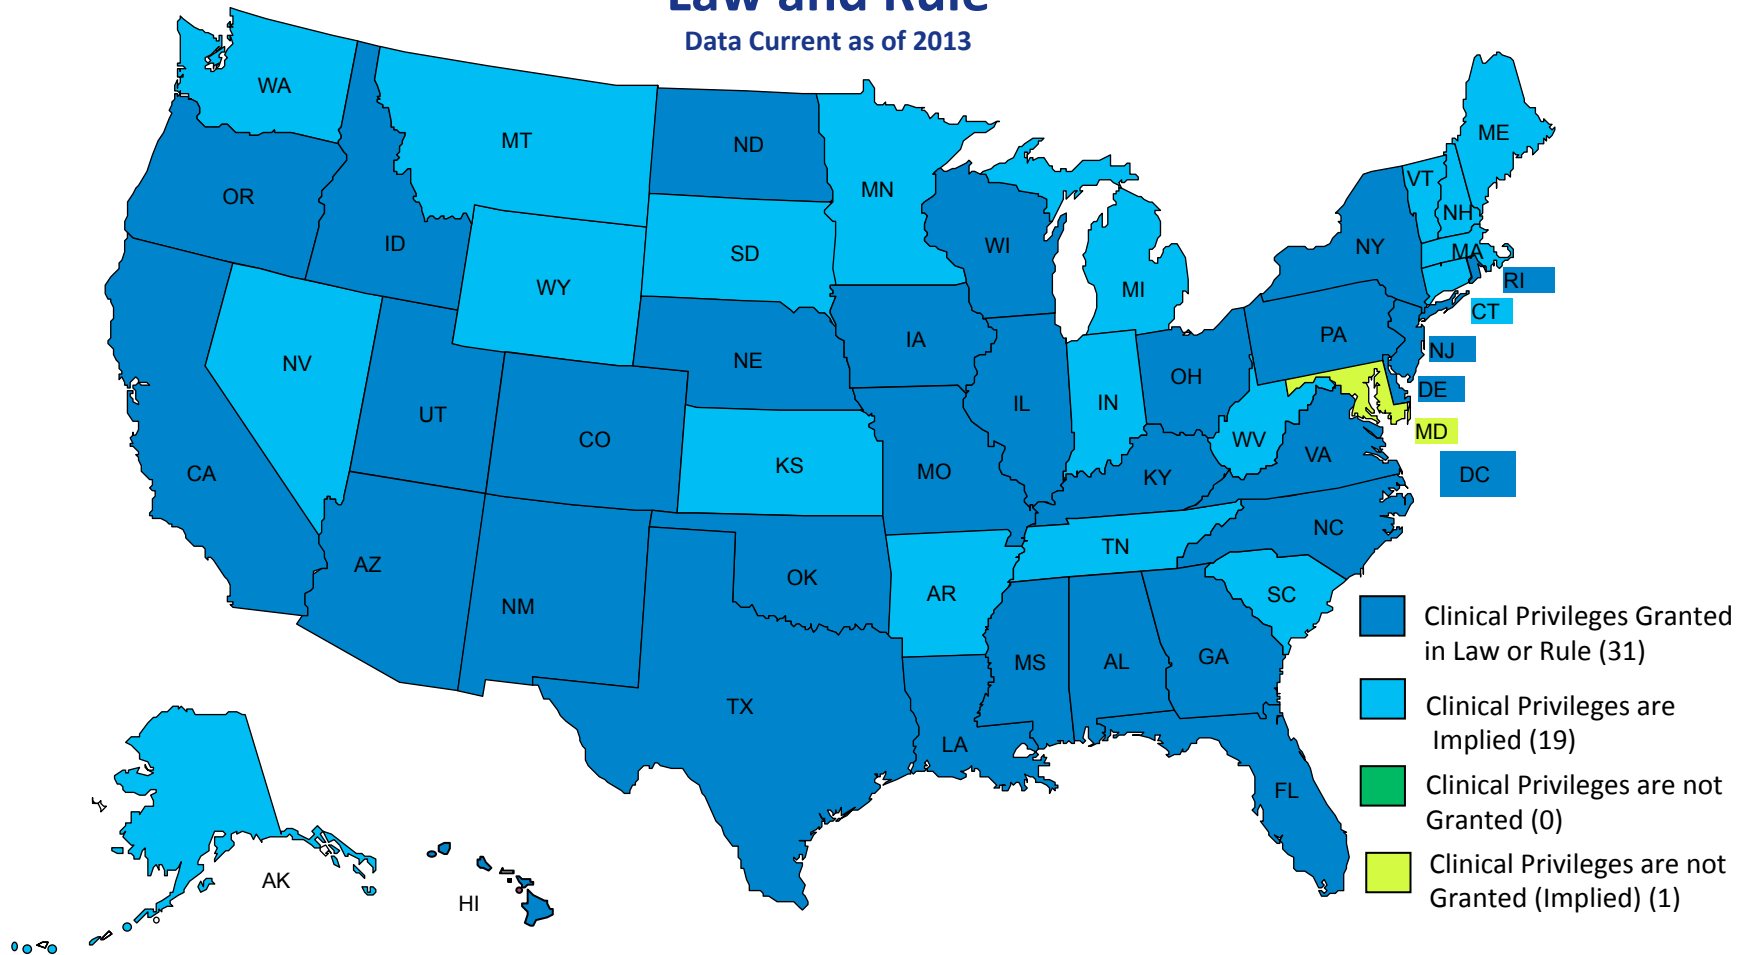 Law and Rule
Data Current as of 2013
WA
MT
ND
MN
ME
VT
NH
OR
ID
SD
WI
NY
MA
WY
MI
RI
CT
NV
NE
IA
PA
NJ
UT
CO
IL
IN
OH
DE
MD
CA
KS
MO
KY
WV
VA
DC
AZ
NM
OK
AR
TN
NC
SC
TX
LA
MS
AL
GA
FL
AK
HI
Clinical Privileges Granted
in Law or Rule (31)
Clinical Privileges are
Implied (19)
Clinical Privileges are not
Granted (0)
Clinical Privileges are not
Granted (Implied) (1)